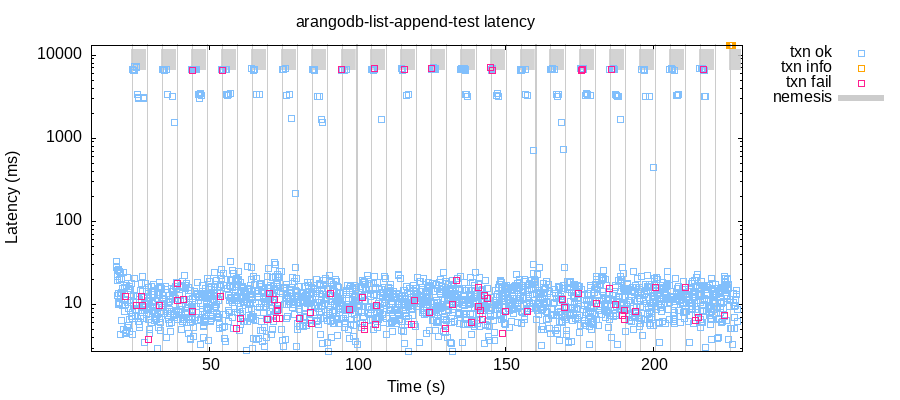 arangodb-list-append-test latency
10000
1000
100
10
Latency (ms)
50
100
150
200
Time (s)
txn ok
txn info
txn fail
nemesis